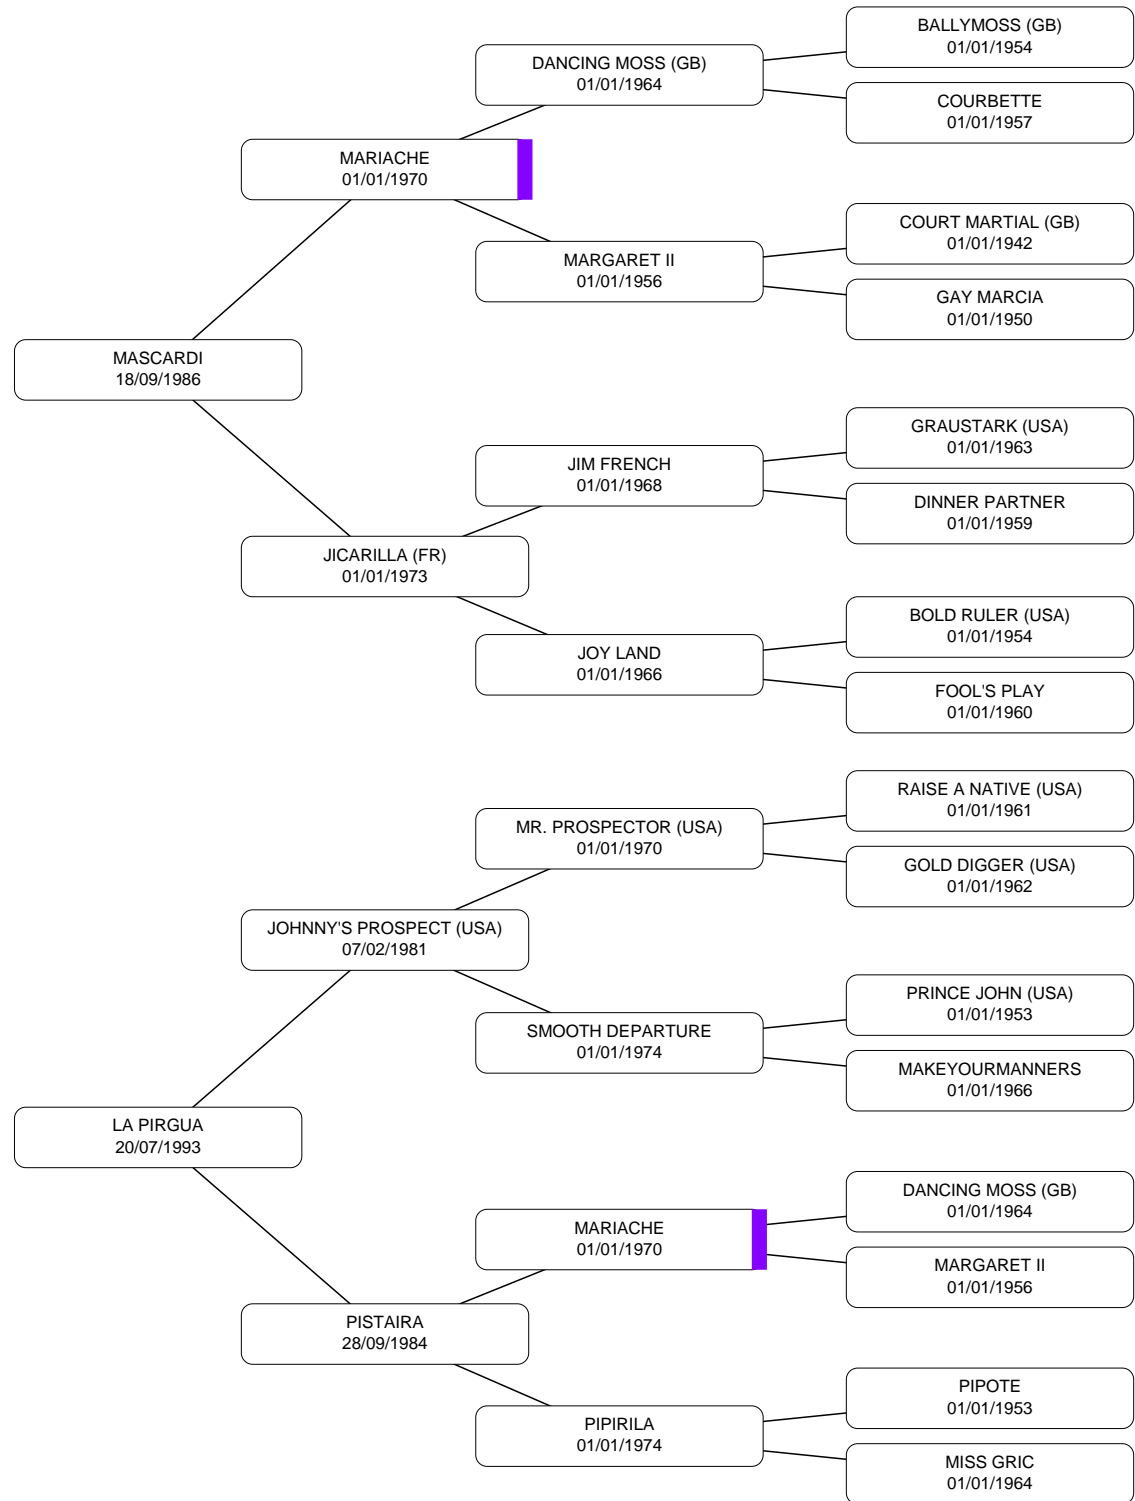 BALLYMOSS (GB)
01/01/1954
DANCING MOSS (GB)
01/01/1964
COURBETTE
01/01/1957
MARIACHE
01/01/1970
COURT MARTIAL (GB)
01/01/1942
MARGARET II
01/01/1956
GAY MARCIA
01/01/1950
MASCARDI
18/09/1986
GRAUSTARK (USA)
01/01/1963
JIM FRENCH
01/01/1968
DINNER PARTNER
01/01/1959
JICARILLA (FR)
01/01/1973
BOLD RULER (USA)
01/01/1954
JOY LAND
01/01/1966
FOOL'S PLAY
01/01/1960
RAISE A NATIVE (USA)
01/01/1961
MR. PROSPECTOR (USA)
01/01/1970
GOLD DIGGER (USA)
01/01/1962
JOHNNY'S PROSPECT (USA)
07/02/1981
PRINCE JOHN (USA)
01/01/1953
SMOOTH DEPARTURE
01/01/1974
MAKEYOURMANNERS
01/01/1966
LA PIRGUA
20/07/1993
DANCING MOSS (GB)
01/01/1964
MARIACHE
01/01/1970
MARGARET II
01/01/1956
PISTAIRA
28/09/1984
PIPOTE
01/01/1953
PIPIRILA
01/01/1974
MISS GRIC
01/01/1964